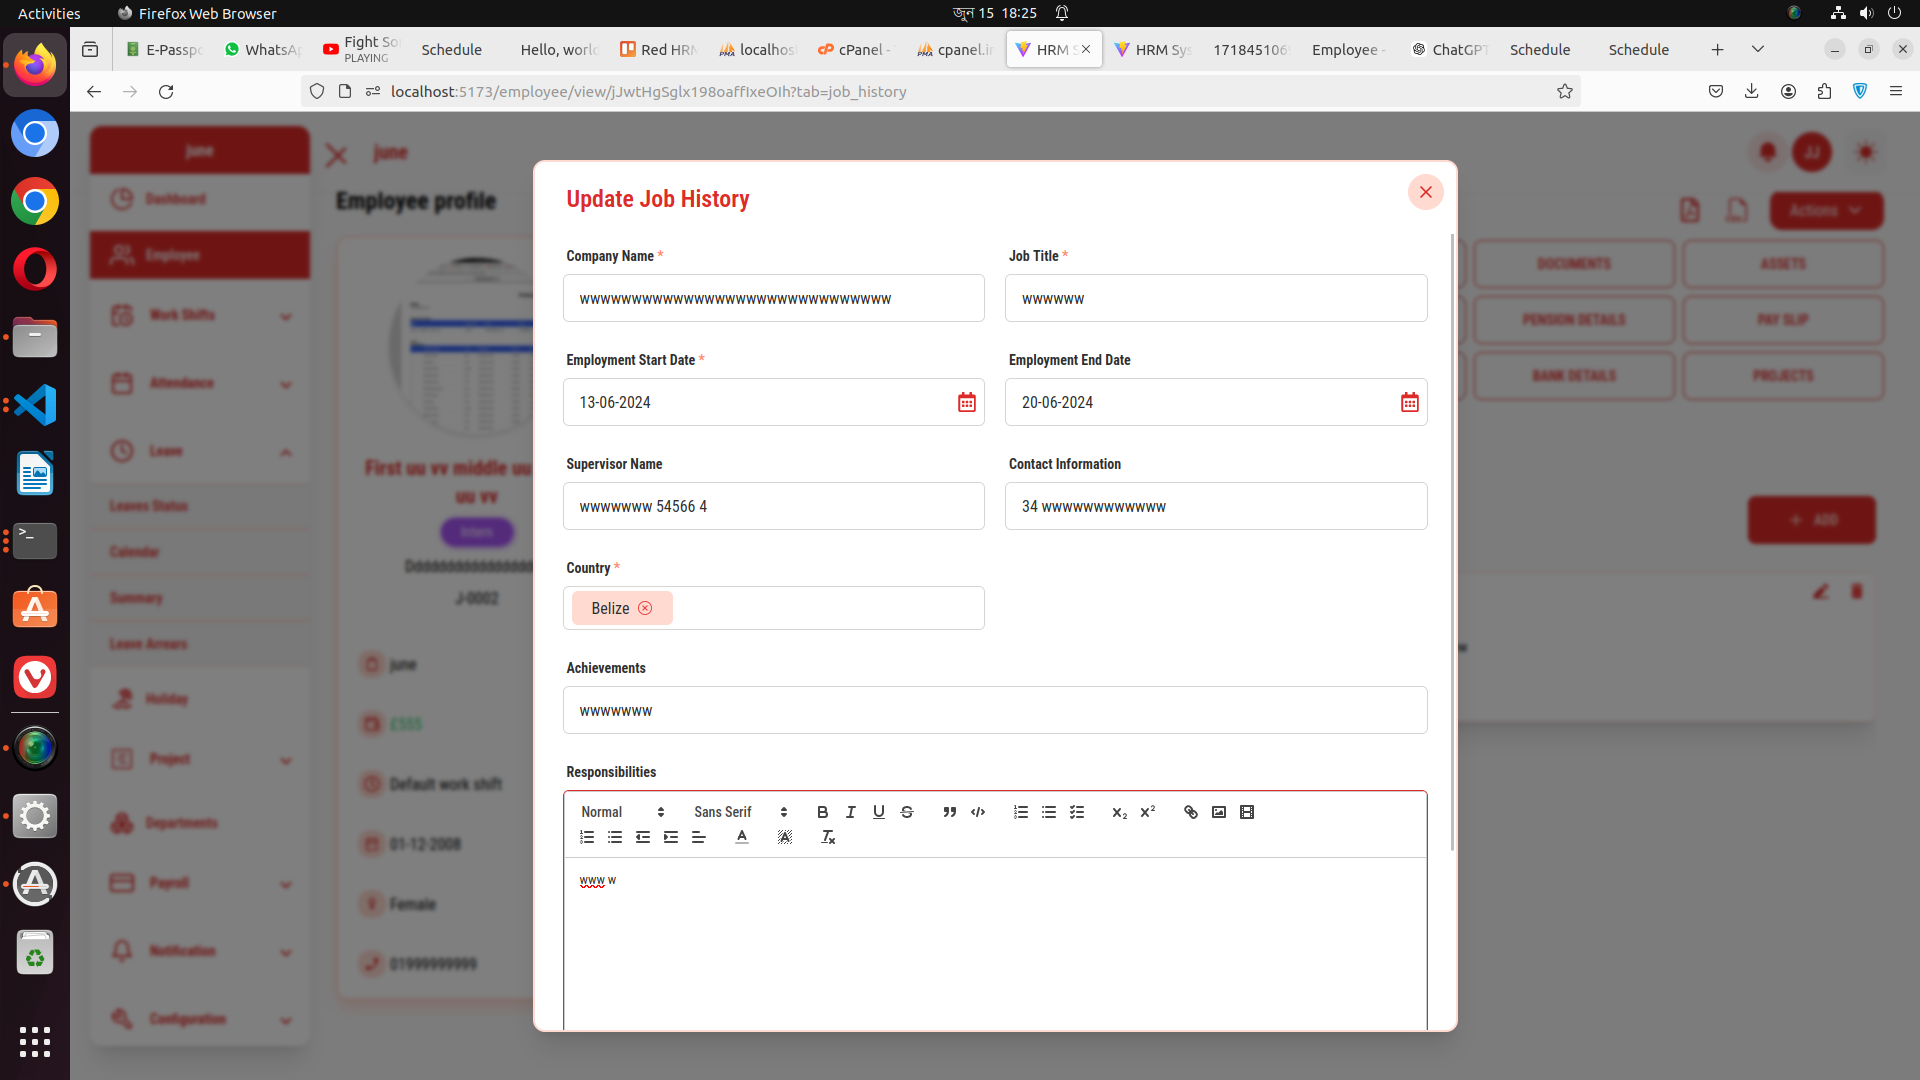 Activities
Firefox Web Browser
जुन 15 18:25
E-Passpo
WhatsAp
Fight So
PLAYING
Schedule
Hello, world
Red HRM
localhost
cPanel -
cpanel.in
HRM S
HRM Sys
1718451069
Employee -
ChatGPT
Schedule
Schedule
localhost:5173/employee/view/jJwtHgSglx198oaffIxeOIh?tab=job_history
june
june
JJ
Dashboard
Employee profile
Actions
Employee
DOCUMENTS
ASSETS
Work Shifts
PENSION DETAILS
PAY SLIP
Attendance
BANK DETAILS
PROJECTS
Leave
First uu vv middle uu
uu vv
Leaves Status
Intern
ADD
Calendar
Summary
J-0002
Leave Arrears
june
Holiday
£555
Project
Default work shift
Departments
01-12-2008
Payroll
Female
Notification
01999999999
Configuration
Update Job History
Company Name *
Job Title *
wwwwwwwwwwwwwwwwwwwwwwwwwwwwww
wwwwww
Employment Start Date *
Employment End Date
13-06-2024
20-06-2024
Supervisor Name
Contact Information
wwwwwww 54566 4
34 wwwwwwwwwwww
Country *
Belize
Achievements
wwwwwww
Responsibilities
Normal
Sans Serif
www w